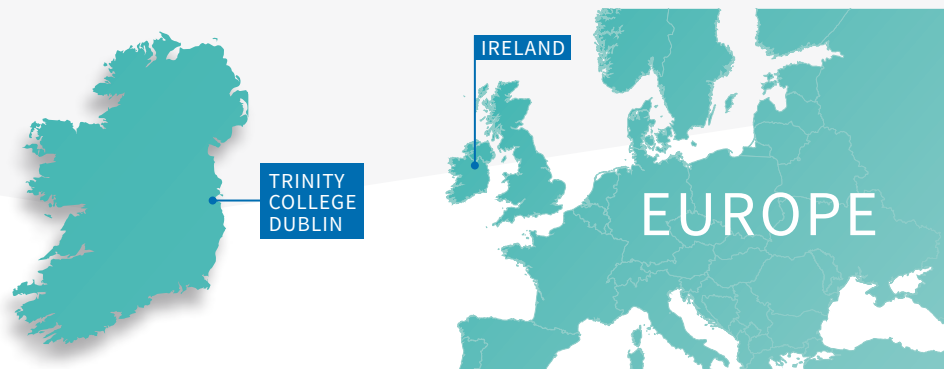 TRINITY
COLLEGE
DUBLIN
IRELAND
EUROPE